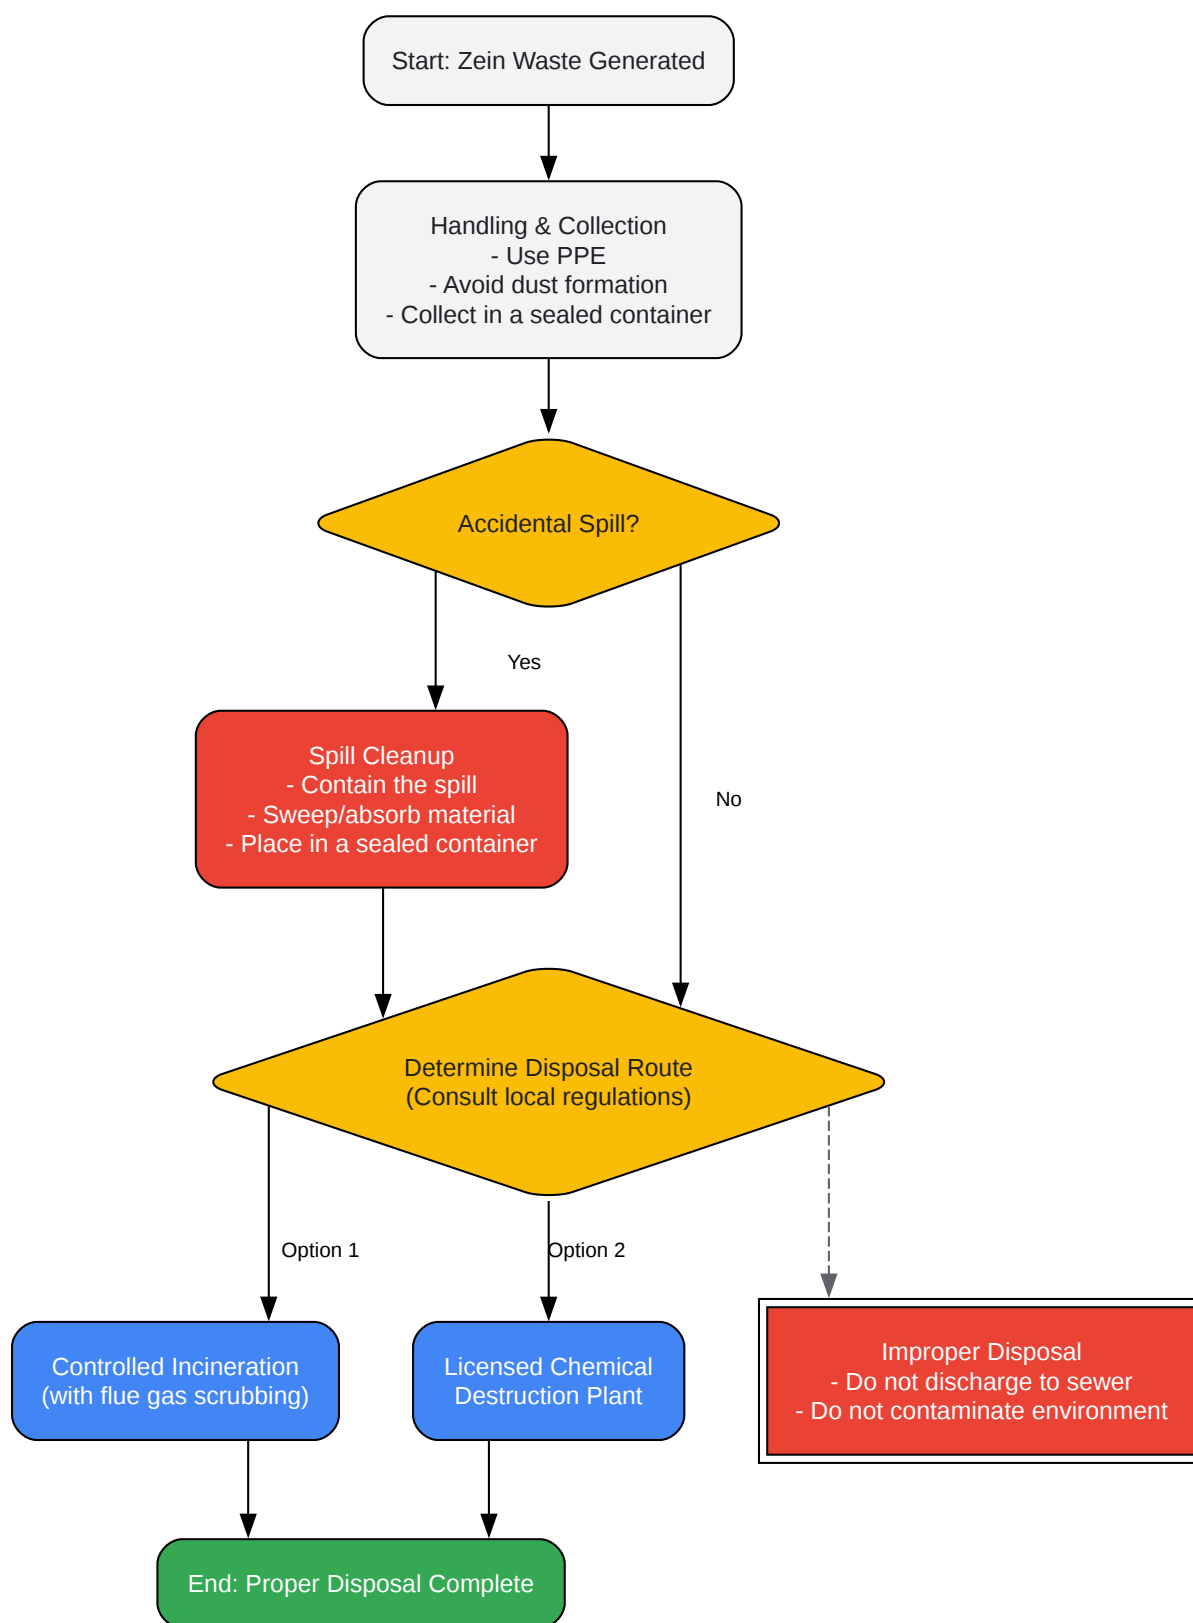 Start: Zein Waste Generated
Handling & Collection
- Use PPE
- Avoid dust formation
- Collect in a sealed container
Accidental Spill?
Yes
Spill Cleanup
- Contain the spill
- Sweep/absorb material
- Place in a sealed container
No
Determine Disposal Route
(Consult local regulations)
Option 1
Option 2
Controlled Incineration
(with flue gas scrubbing)
Licensed Chemical
Destruction Plant
Improper Disposal
- Do not discharge to sewer
- Do not contaminate environment
End: Proper Disposal Complete